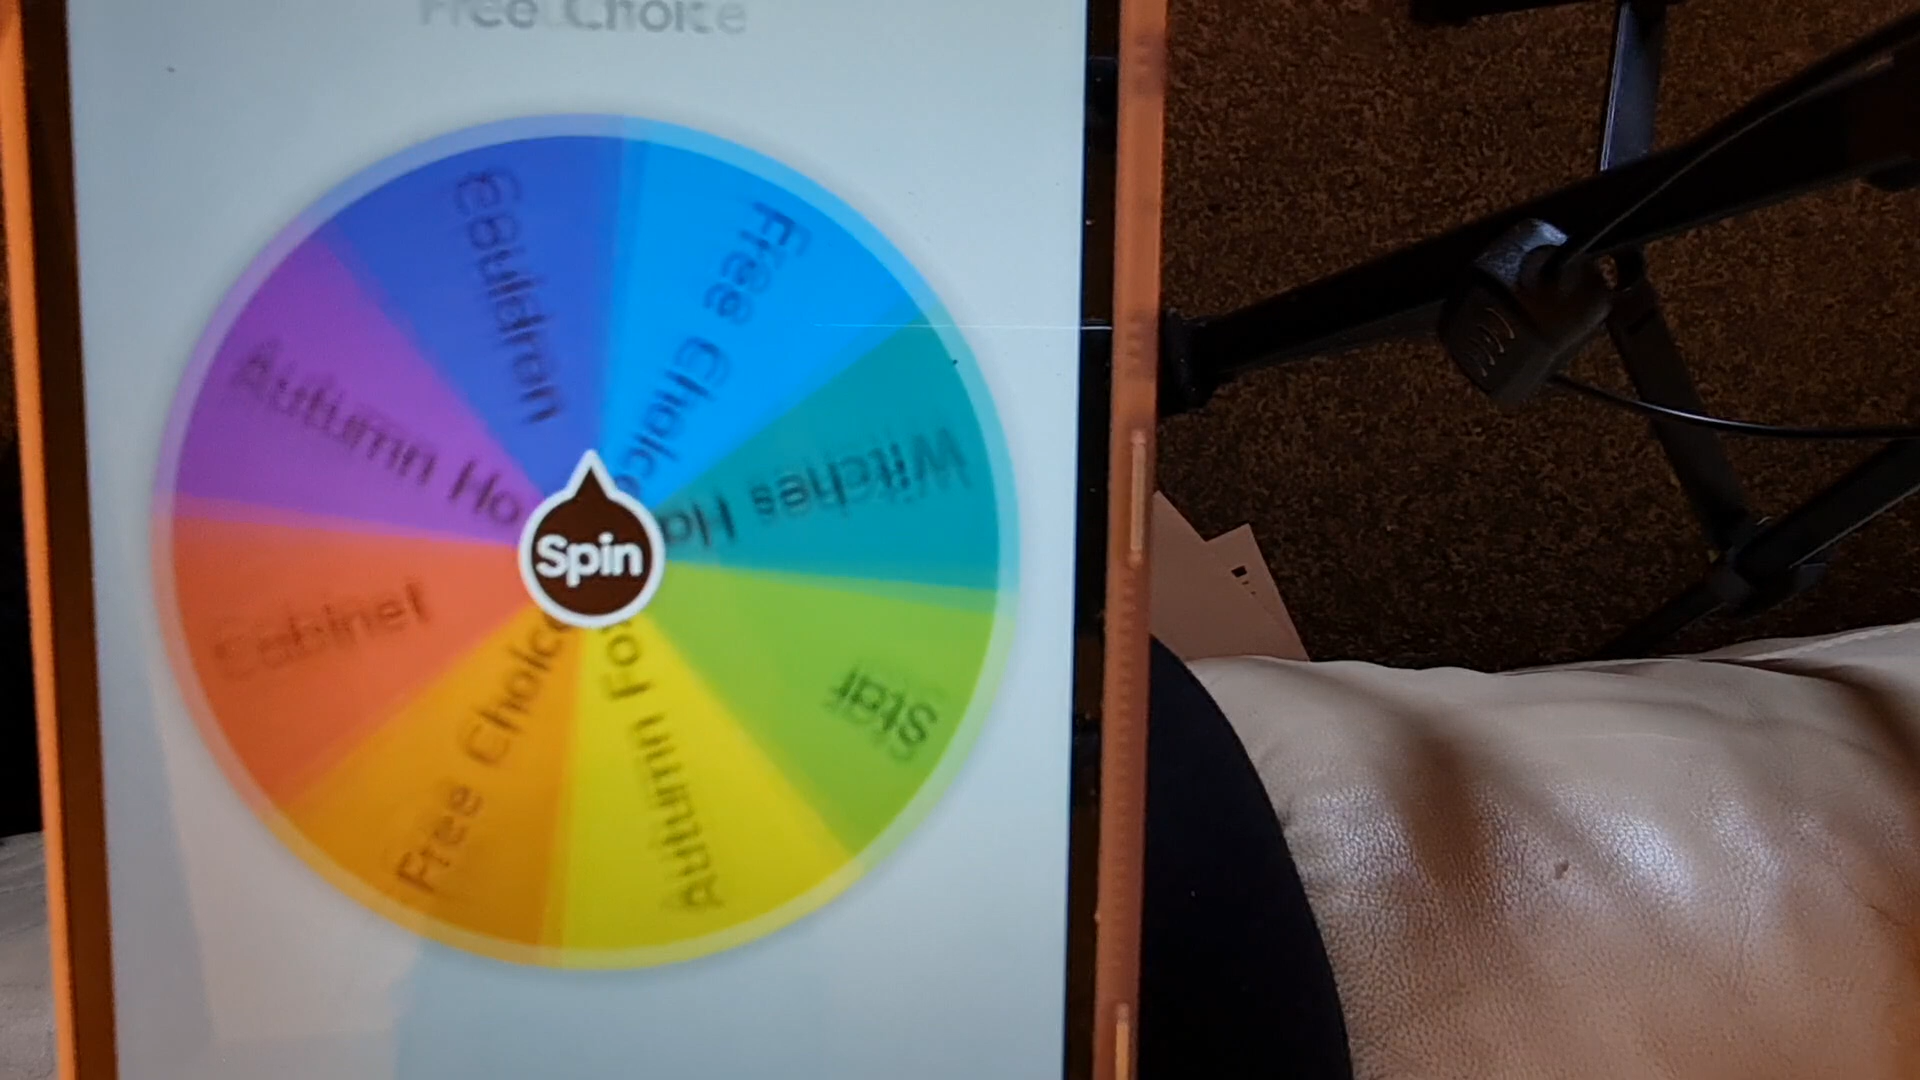 Free Choice
Cauldron
Free Choice
Autumn Ho
Witches Ha
Spin
Cabinet
Star
Free Choice
Autumn Fo